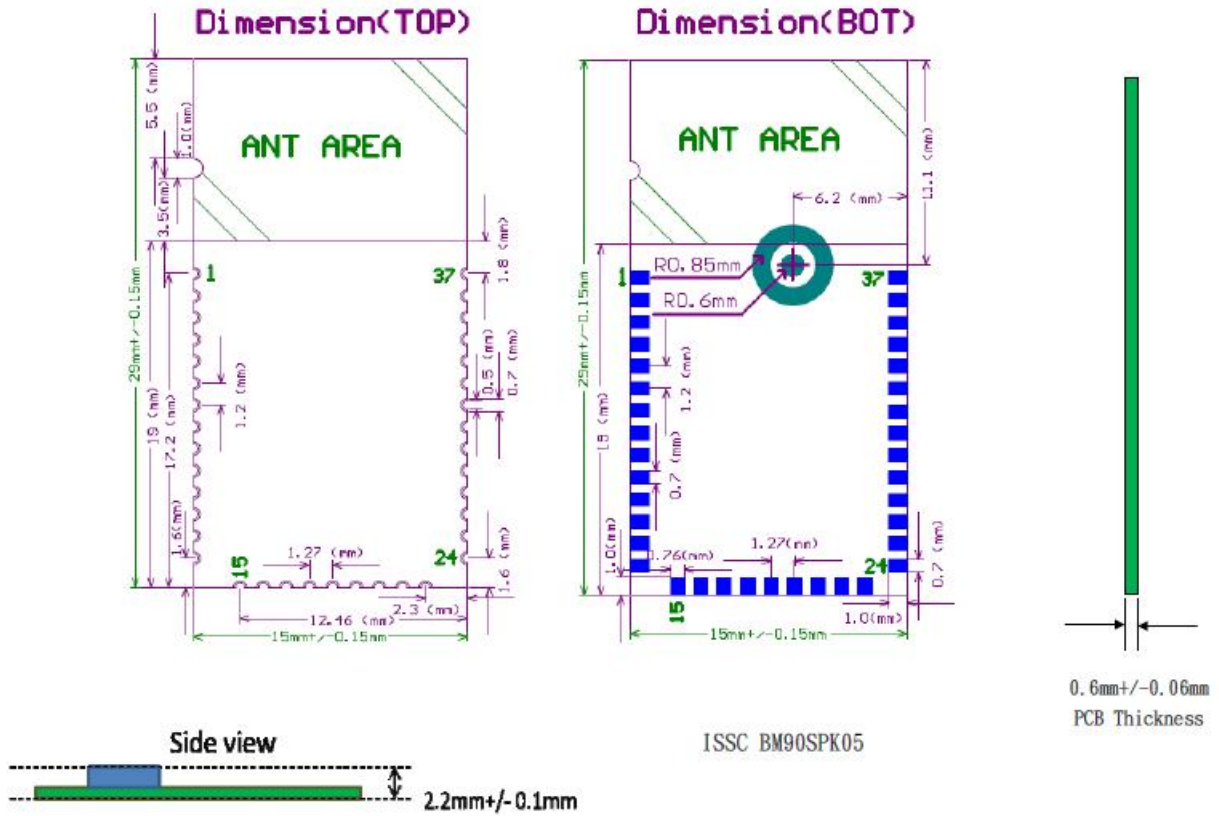 Dimension(TOP)
Dimension(BOT)
5.5 (mm)
1.0(mm)
3.5(mm)
ANT AREA
29mm+/-0.15mm
19 (mm)
17.2 (mm)
1.6(mm)
1
37
1.2 (mm)
1.8 (mm)
0.5 (mm)
0.7 (mm)
15
1.27 (mm)
24
1.6 (mm)
2.3 (mm)
12.46 (mm)
15mm+/-0.15mm
ANT AREA
6.2 (mm)
11.1 (mm)
R0.85mm
R0.6mm
1
37
29mm+/-0.15mm
18 (mm)
1.2 (mm)
0.7 (mm)
1.0(mm)
0.76(mm)
1.27(mm)
24
0.7 (mm)
15
1.0(mm)
15mm+/-0.15mm
0.6mm+/-0.06mm
PCB Thickness
ISSC BM90SPK05
Side view
2.2mm+/-0.1mm